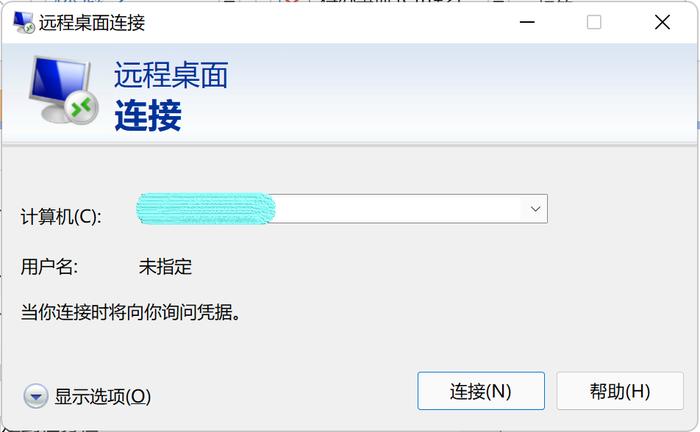 远程桌面连接
远程桌面
连接
计算机(C):
用户名: 未指定
当你连接时将向你询问凭据。
显示选项(O) 连接(N) 帮助(H)